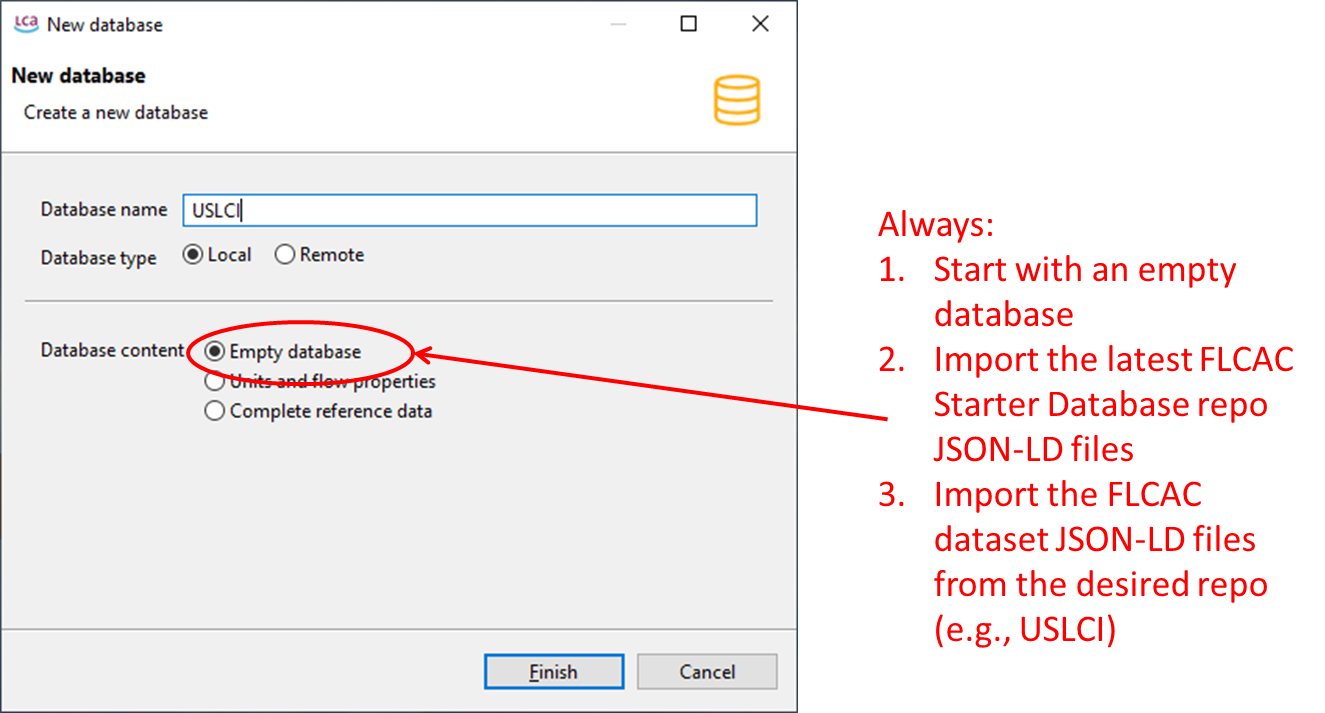 LCA New database
New database
Create a new database
Database name USLCI
Database type Local Remote
Database content Empty database
Units and flow properties
Complete reference data
Finish Cancel
Always:
1. Start with an empty
database
2. Import the latest FLCAC
Starter Database repo
JSON-LD files
3. Import the FLCAC
dataset JSON-LD files
from the desired repo
(e.g., USLCI)